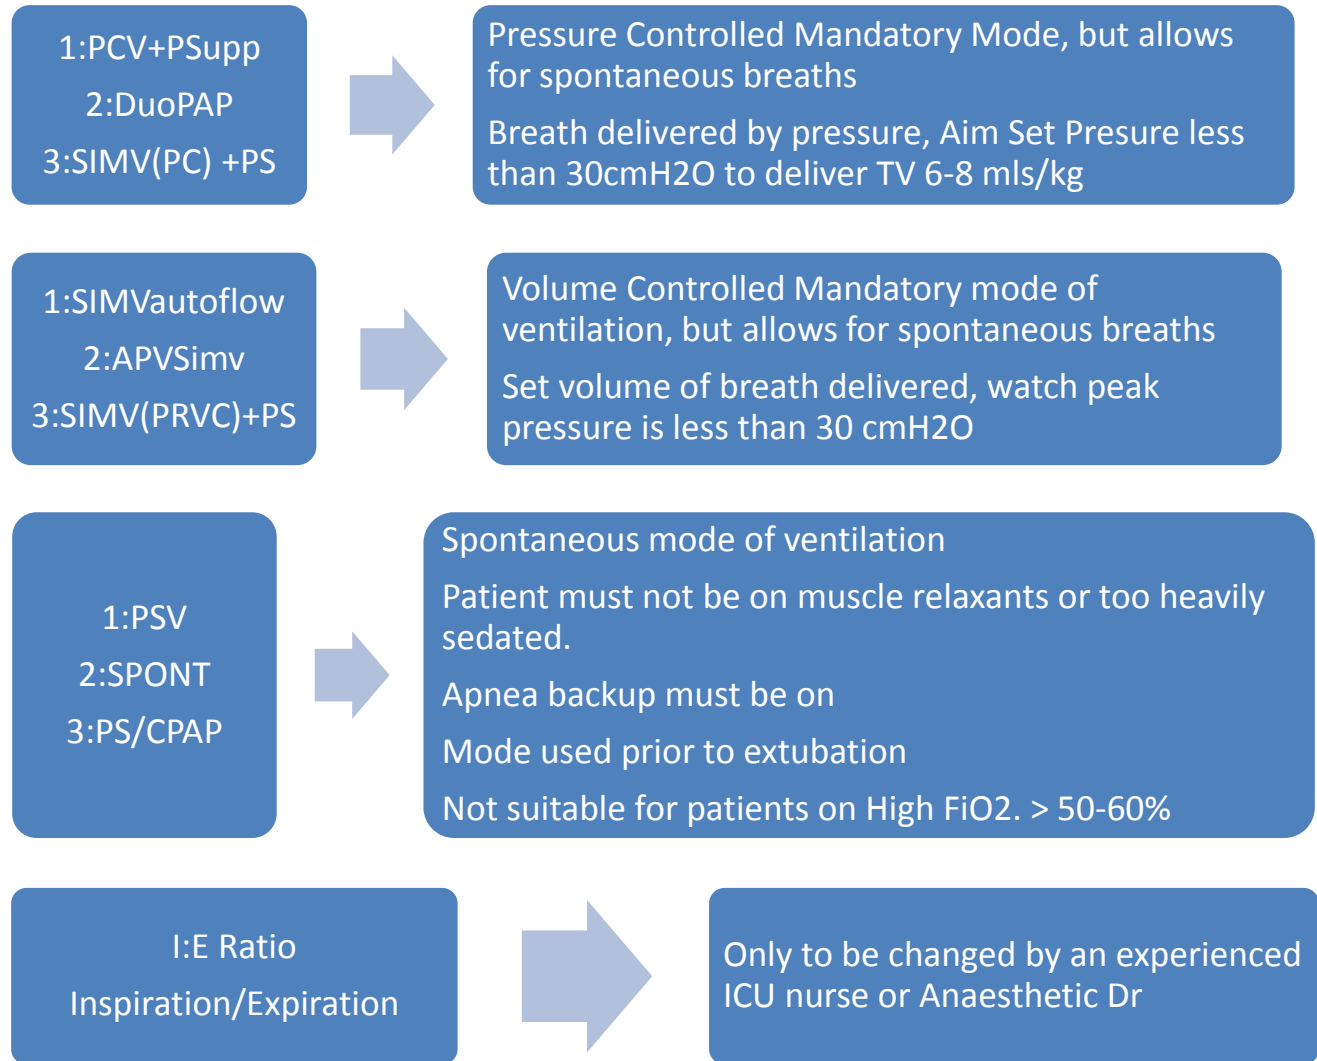 1:PCV+PSupp
2:DuoPAP
3:SIMV(PC) +PS
Pressure Controlled Mandatory Mode, but allows
for spontaneous breaths
Breath delivered by pressure, Aim Set Presure less
than 30cmH2O to deliver TV 6-8 mls/kg
1:SIMVautoflow
2:APVSimv
3:SIMV(PRVC)+PS
Volume Controlled Mandatory mode of
ventilation, but allows for spontaneous breaths
Set volume of breath delivered, watch peak
pressure is less than 30 cmH2O
1:PSV
2:SPONT
3:PS/CPAP
Spontaneous mode of ventilation
Patient must not be on muscle relaxants or too heavily
sedated.
Apnea backup must be on
Mode used prior to extubation
Not suitable for patients on High FiO2. > 50-60%
I:E Ratio
Inspiration/Expiration
Only to be changed by an experienced
ICU nurse or Anaesthetic Dr